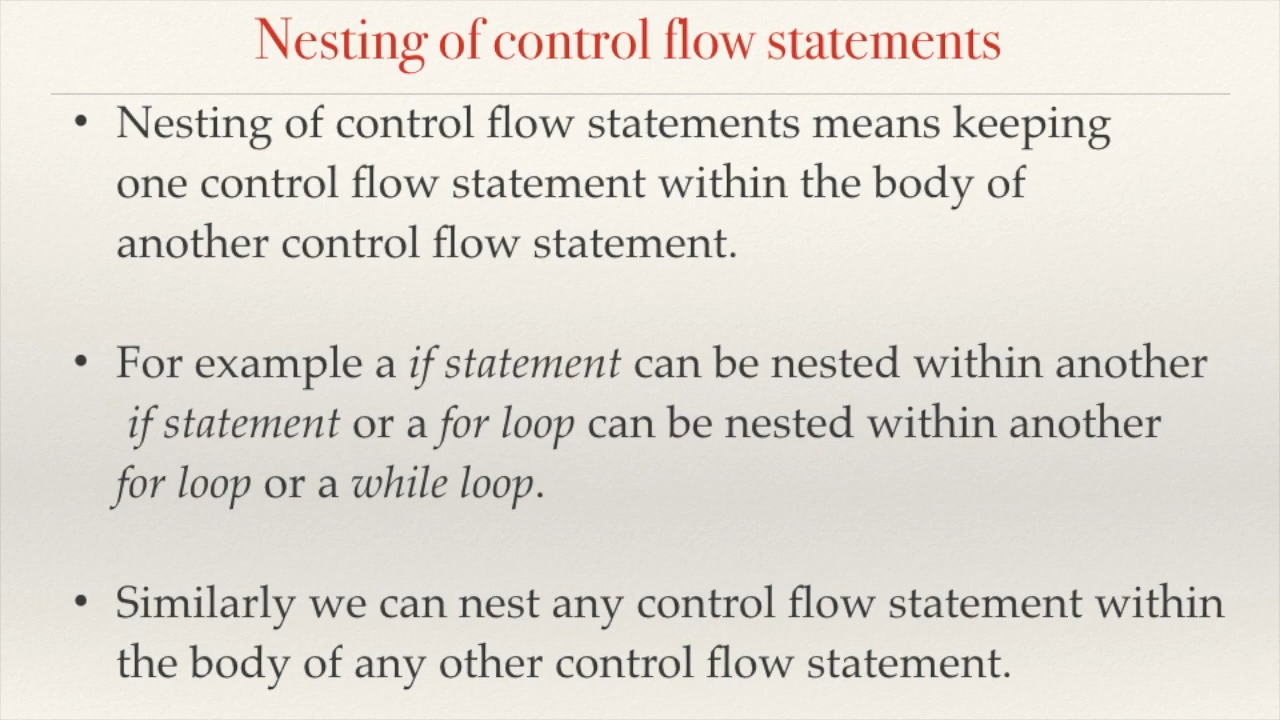 Nesting of control flow statements
• Nesting of control flow statements means keeping
one control flow statement within the body of
another control flow statement.
• For example a if statement can be nested within another
if statement or a for loop can be nested within another
for loop or a while loop.
• Similarly we can nest any control flow statement within
the body of any other control flow statement.